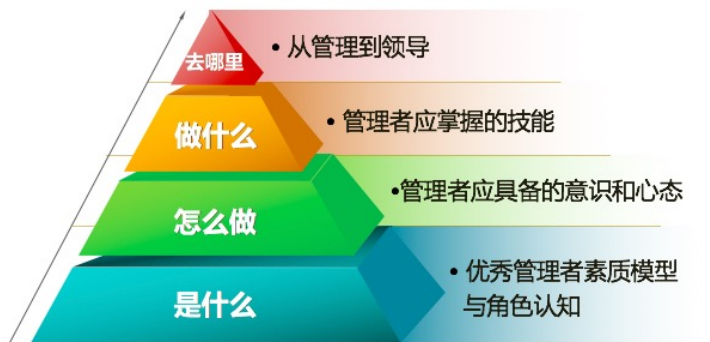 去哪里
• 从管理到领导
做什么
• 管理者应掌握的技能
怎么做
•管理者应具备的意识和心态
是什么
• 优秀管理者素质模型
与角色认知